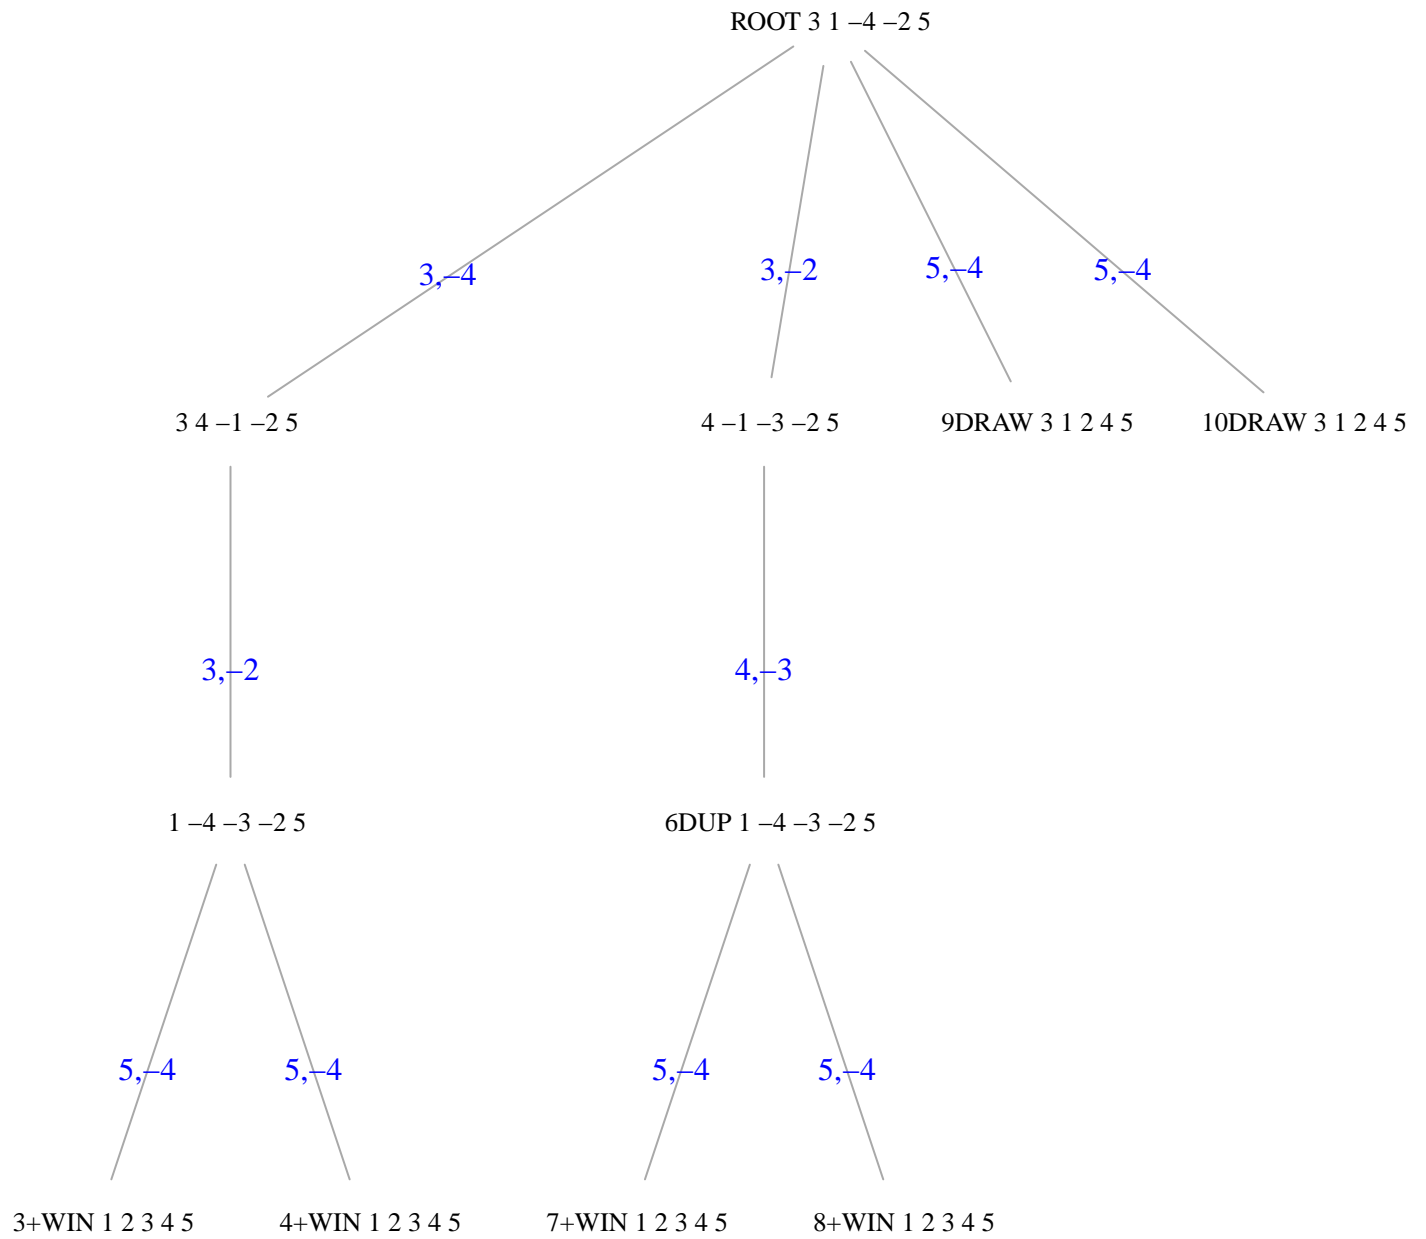 ROOT 3 1 –4 –2 5
3,–4
3,–2
5,–4
5,–4
3 4 –1 –2 5
4 –1 –3 –2 5
9DRAW 3 1 2 4 5
10DRAW 3 1 2 4 5
3,–2
4,–3
1 –4 –3 –2 5
6DUP 1 –4 –3 –2 5
5,–4
5,–4
5,–4
5,–4
3+WIN 1 2 3 4 5
4+WIN 1 2 3 4 5
7+WIN 1 2 3 4 5
8+WIN 1 2 3 4 5